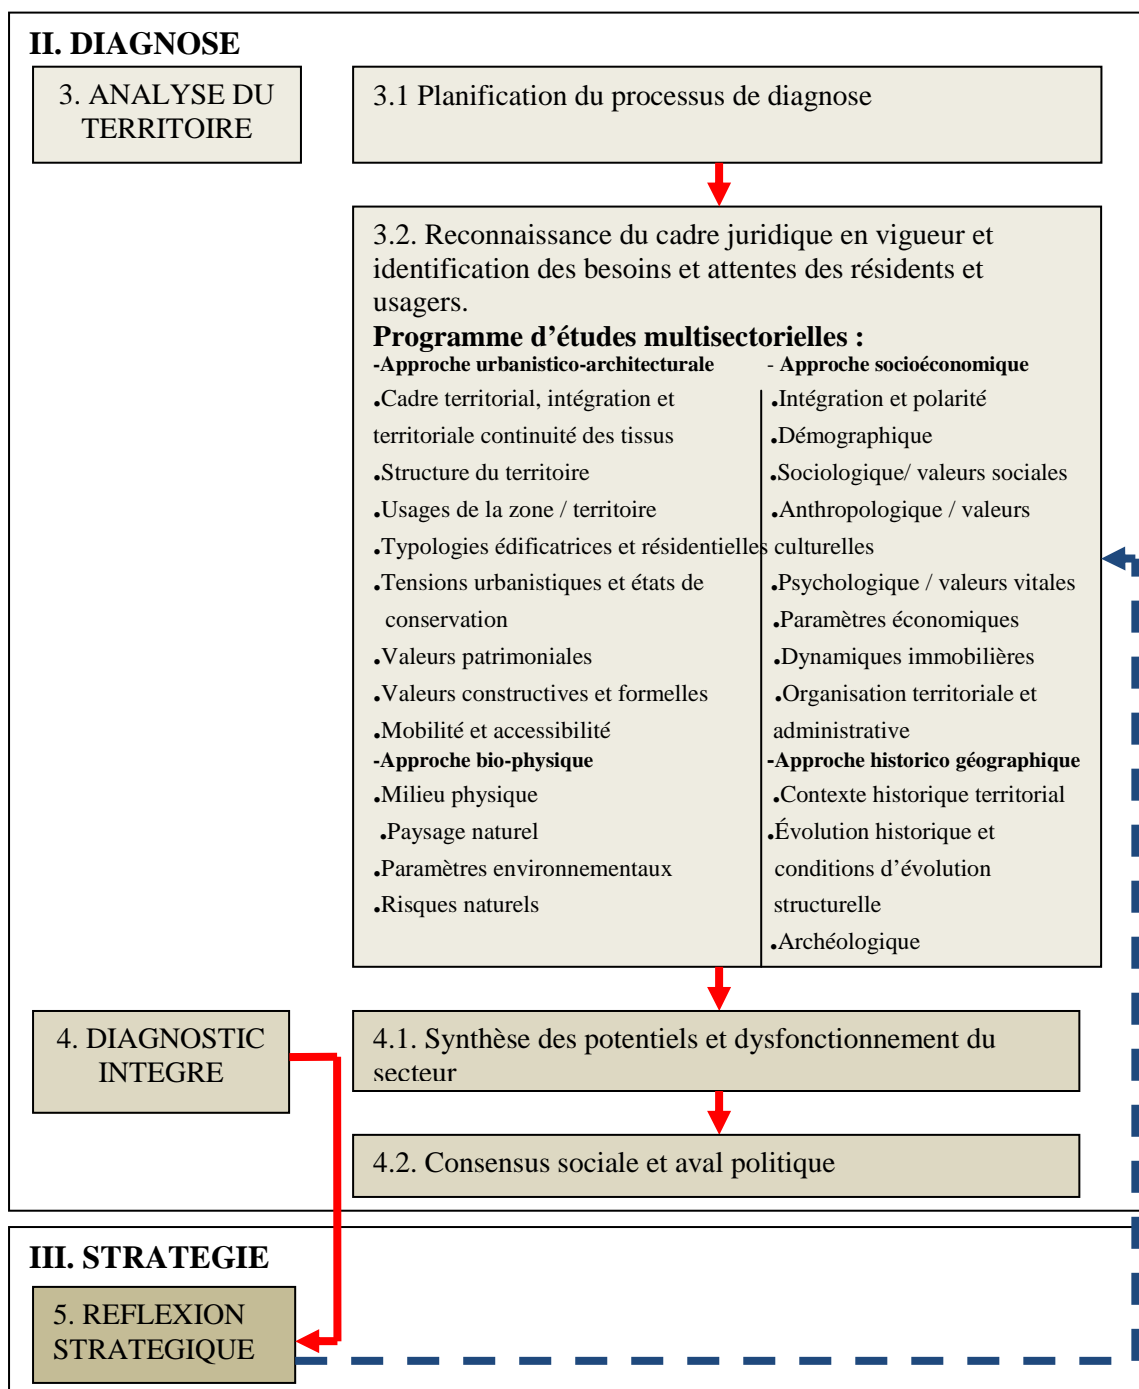 II. DIAGNOSE
3. ANALYSE DU
TERRITOIRE
3.1 Planification du processus de diagnose
3.2. Reconnaissance du cadre juridique en vigueur et
identification des besoins et attentes des résidents et
usagers.
Programme d’études multisectorielles :
-Approche urbanistico-architecturale
.Cadre territorial, intégration et
territoriale continuité des tissus
.Structure du territoire
.Usages de la zone / territoire
.Typologies édificatrices et résidentielles
.Tensions urbanistiques et états de
conservation
.Valeurs patrimoniales
.Valeurs constructives et formelles
.Mobilité et accessibilité
-Approche bio-physique
.Milieu physique
.Paysage naturel
.Paramètres environnementaux
.Risques naturels
- Approche socioéconomique
.Intégration et polarité
.Démographique
.Sociologique/ valeurs sociales
.Anthropologique / valeurs
culturelles
.Psychologique / valeurs vitales
.Paramètres économiques
.Dynamiques immobilières
.Organisation territoriale et
administrative
-Approche historico géographique
.Contexte historique territorial
.Évolution historique et
conditions d’évolution
structurelle
.Archéologique
4. DIAGNOSTIC
INTEGRE
4.1. Synthèse des potentiels et dysfonctionnement du
secteur
4.2. Consensus sociale et aval politique
III. STRATEGIE
5. REFLEXION
STRATEGIQUE